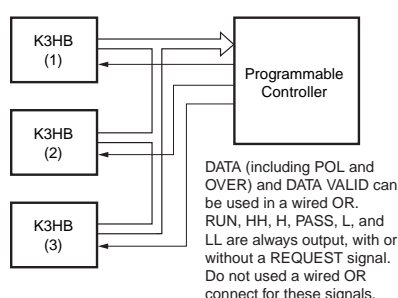 K3HB
(1)
Programmable
Controller
K3HB
(2)
K3HB
(3)
DATA (including POL and
OVER) and DATA VALID can
be used in a wired OR.
RUN, HH, H, PASS, L, and
LL are always output, with or
without a REQUEST signal.
Do not used a wired OR
connect for these signals.